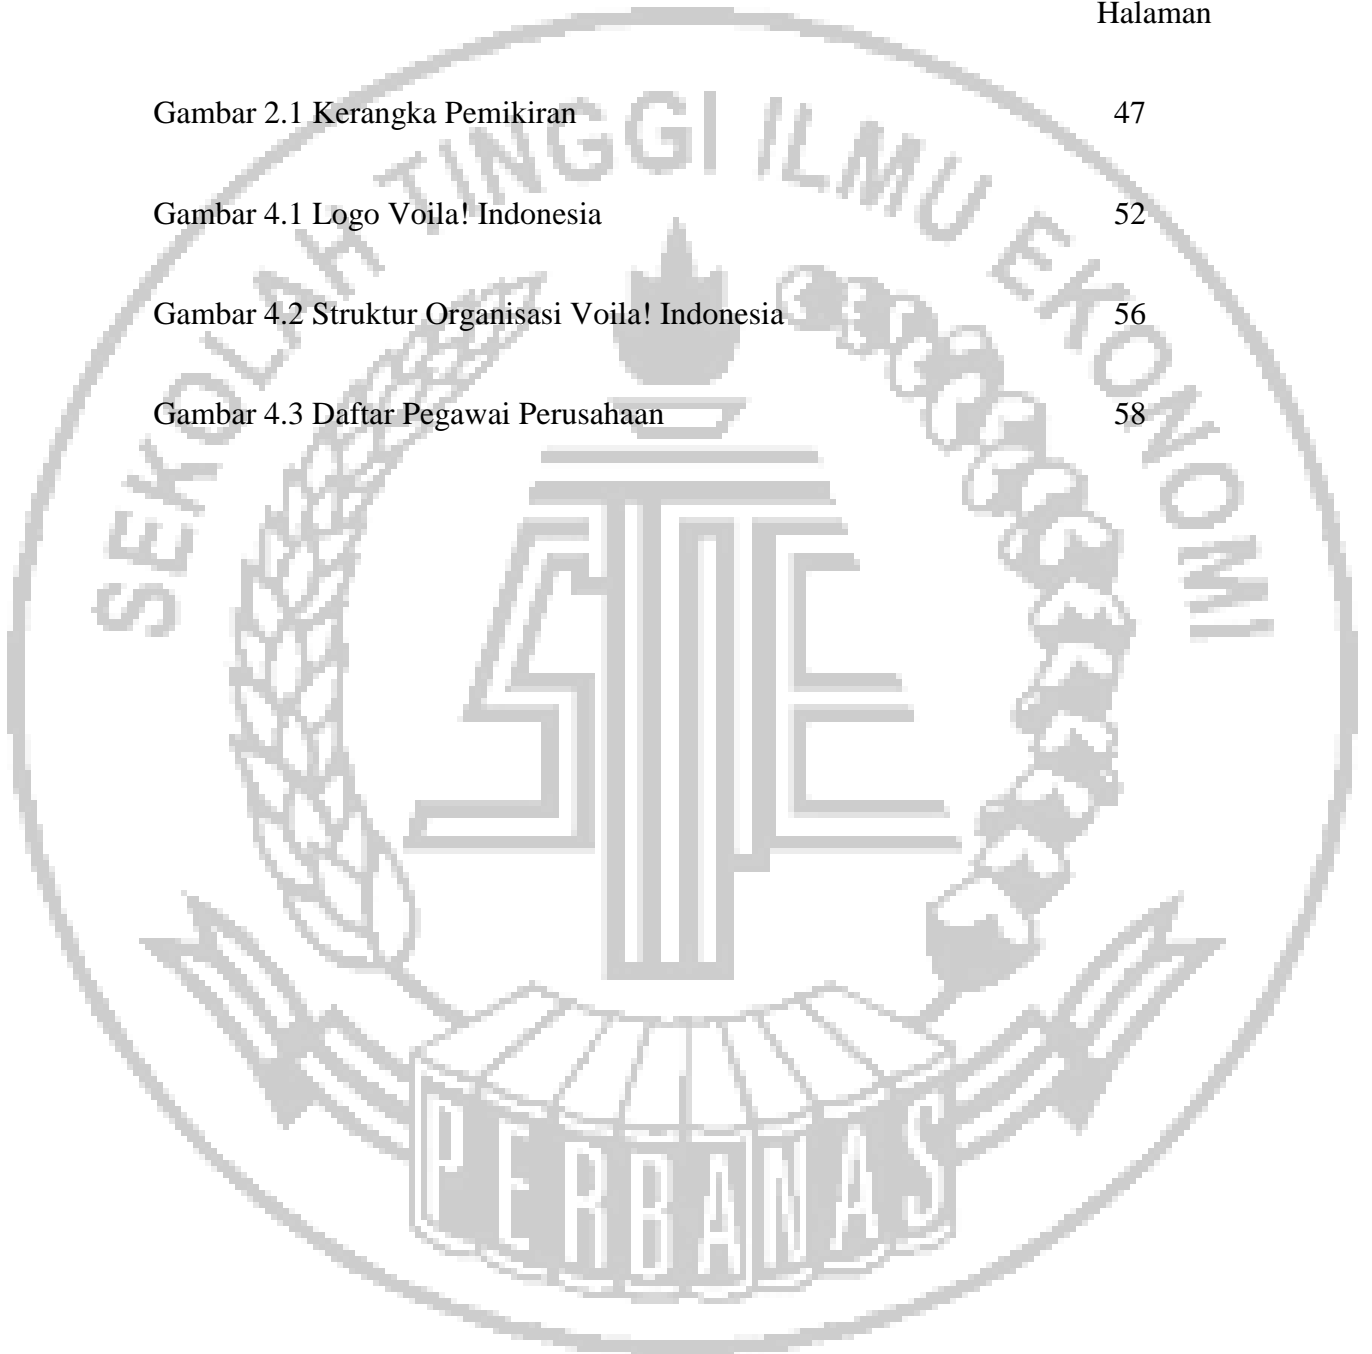 Halaman
Gambar 2.1 Kerangka Pemikiran 47
Gambar 4.1 Logo Voila! Indonesia 52
Gambar 4.2 Struktur Organisasi Voila! Indonesia 56
Gambar 4.3 Daftar Pegawai Perusahaan 58
SEKOLAH TINGGI ILMU EKONOMI
STIE
PERBANAS